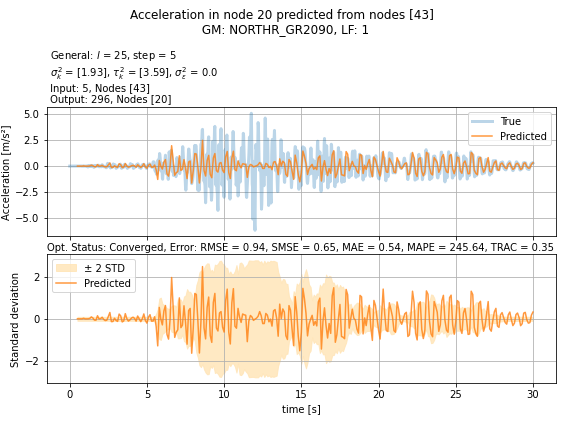 Acceleration in node 20 predicted from nodes [43]
GM: NORTHR_GR2090, LF: 1
General: l = 25, step = 5
σ²ₖ = [1.93], τ²ₖ = [3.59], σ²ε = 0.0
Input: 5, Nodes [43]
Output: 296, Nodes [20]
Acceleration [m/s²]
5.0
2.5
0.0
−2.5
−5.0
True
Predicted
Opt. Status: Converged, Error: RMSE = 0.94, SMSE = 0.65, MAE = 0.54, MAPE = 245.64, TRAC = 0.35
Standard deviation
2
0
−2
± 2 STD
Predicted
0 5 10 15 20 25 30
time [s]